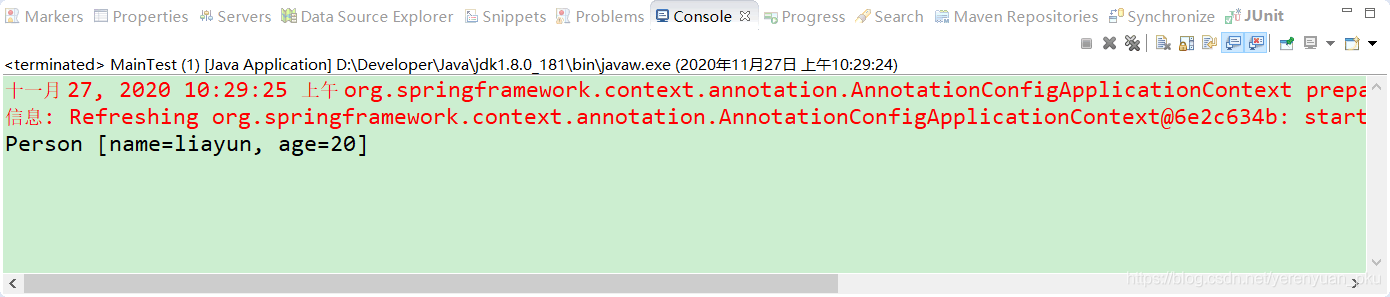 Markers Properties Servers Data Source Explorer Snippets Problems Console Progress Search Maven Repositories Synchronize JUnit
<terminated> MainTest (1) [Java Application] D:\Developer\Java\jdk1.8.0_181\bin\javaw.exe (2020年11月27日 上午10:29:24)
十一月 27, 2020 10:29:25 上午 org.springframework.context.annotation.AnnotationConfigApplicationContext prepa
信息: Refreshing org.springframework.context.annotation.AnnotationConfigApplicationContext@6e2c634b: start
Person [name=liayun, age=20]
https://blog.csdn.net/yerenyuan_pku